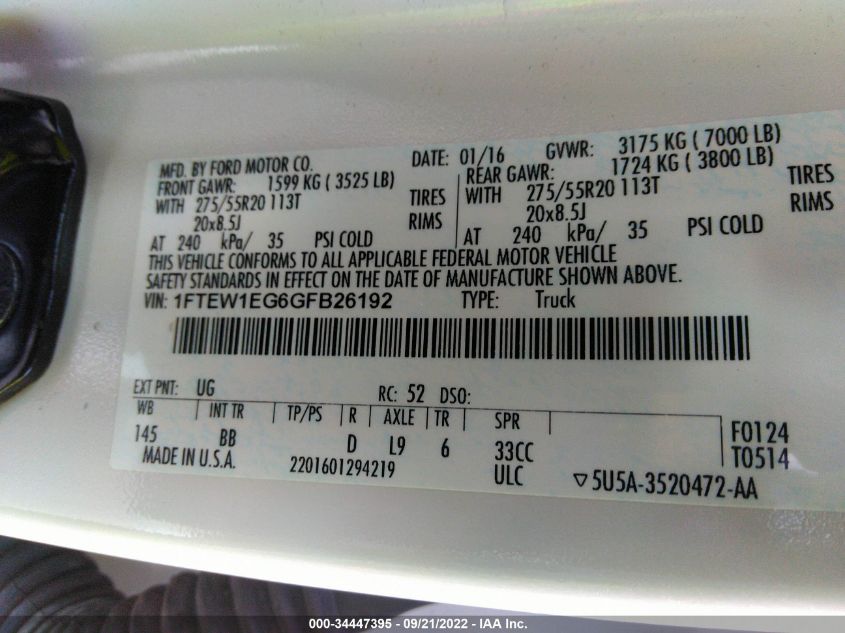 MFD. BY FORD MOTOR CO. DATE: 01/16 GVWR: 3175 KG ( 7000 LB)
FRONT GAWR: 1599 KG ( 3525 LB) REAR GAWR: 1724 KG ( 3800 LB)
WITH 275/55R20 113T TIRES WITH 275/55R20 113T TIRES
20x8.5J RIMS 20x8.5J RIMS
AT 240 kPa/ 35 PSI COLD AT 240 kPa/ 35 PSI COLD
THIS VEHICLE CONFORMS TO ALL APPLICABLE FEDERAL MOTOR VEHICLE
SAFETY STANDARDS IN EFFECT ON THE DATE OF MANUFACTURE SHOWN ABOVE.
VIN: 1FTEW1EG6GFB26192 TYPE: Truck
EXT PNT: UG RC: 52 DSO:
WB INT TR TP/PS R AXLE TR SPR
145 BB D L9 6 33CC F0124
MADE IN U.S.A. 2201601294219 ULC T0514
5U5A-3520472-AA
000-34447395 - 09/21/2022 - IAA Inc.